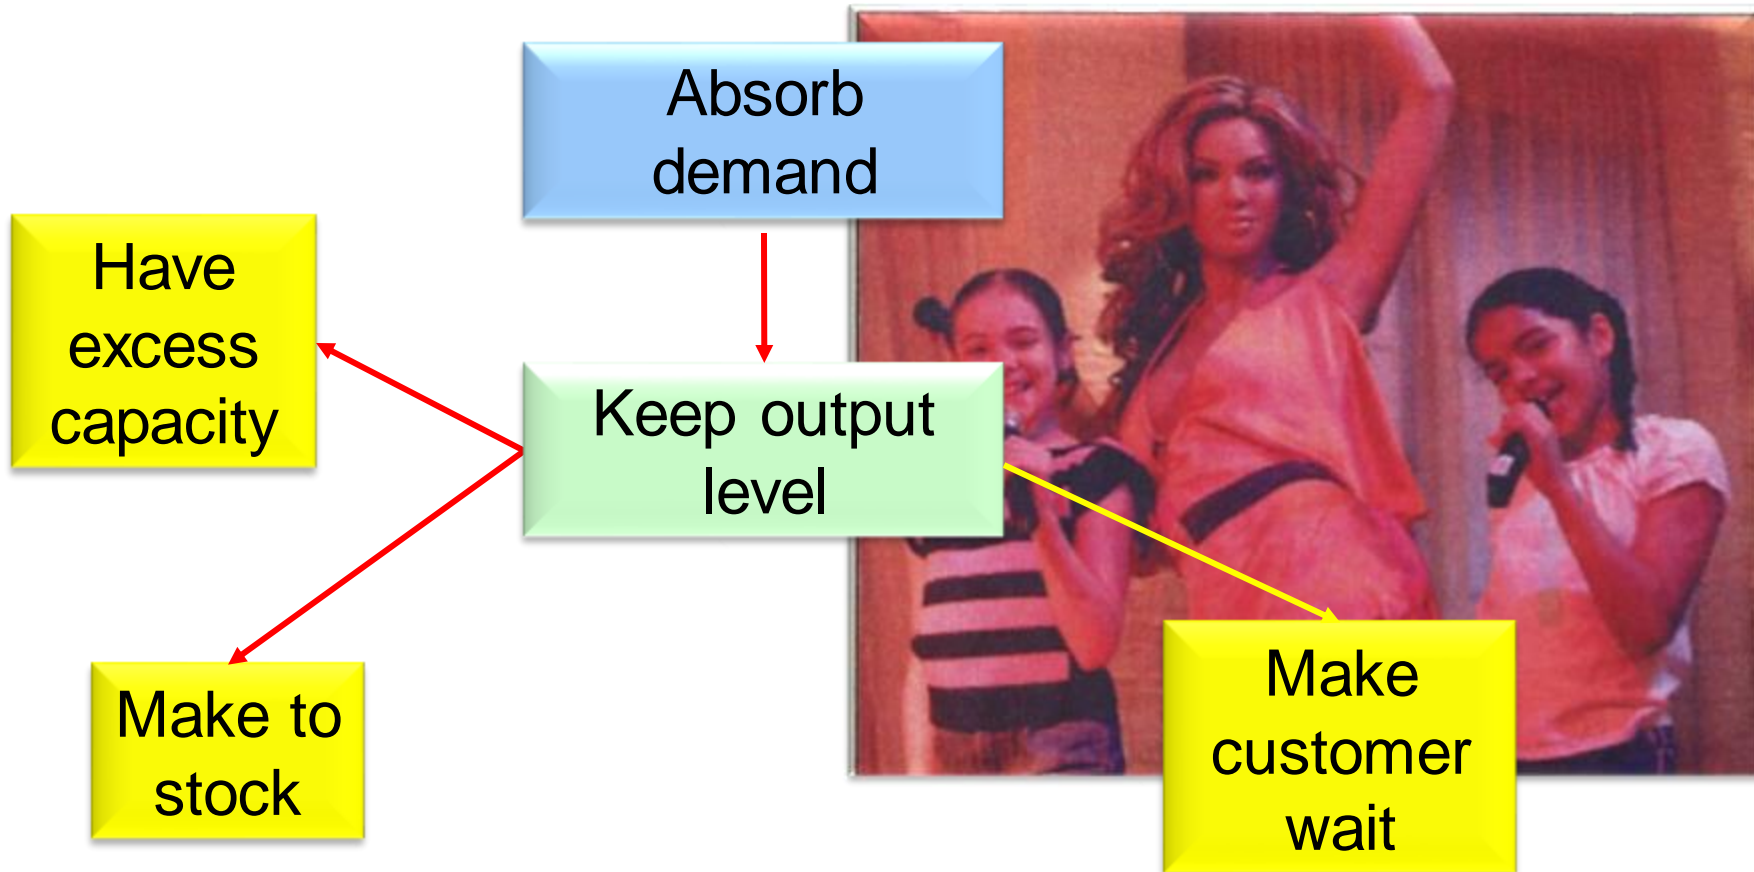 Absorb
demand
Have
excess
capacity
Keep output
level
Make to
stock
Make
customer
wait